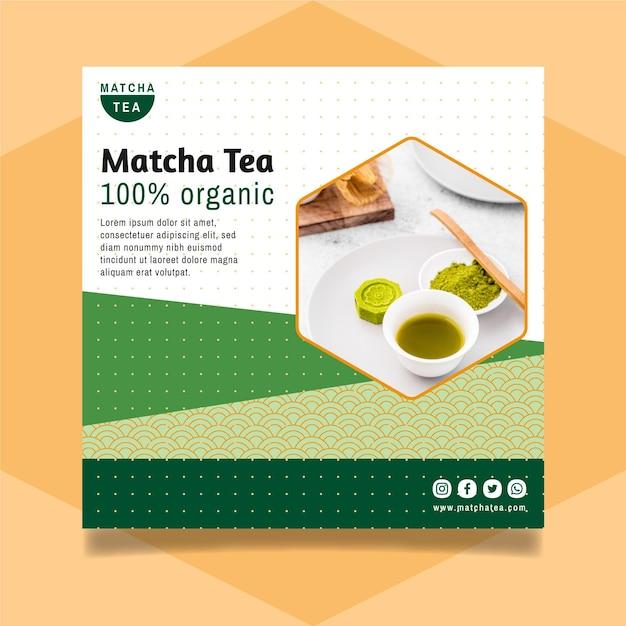 MATCHA
TEA
Matcha Tea
100% organic
Lorem ipsum dolor sit amet,
consectetuer adipiscing elit,
sed diam nonummy nibh
euismod tincidunt ut laoreet
dolore magna aliquam
erat volutpat.
www.matchatea.com